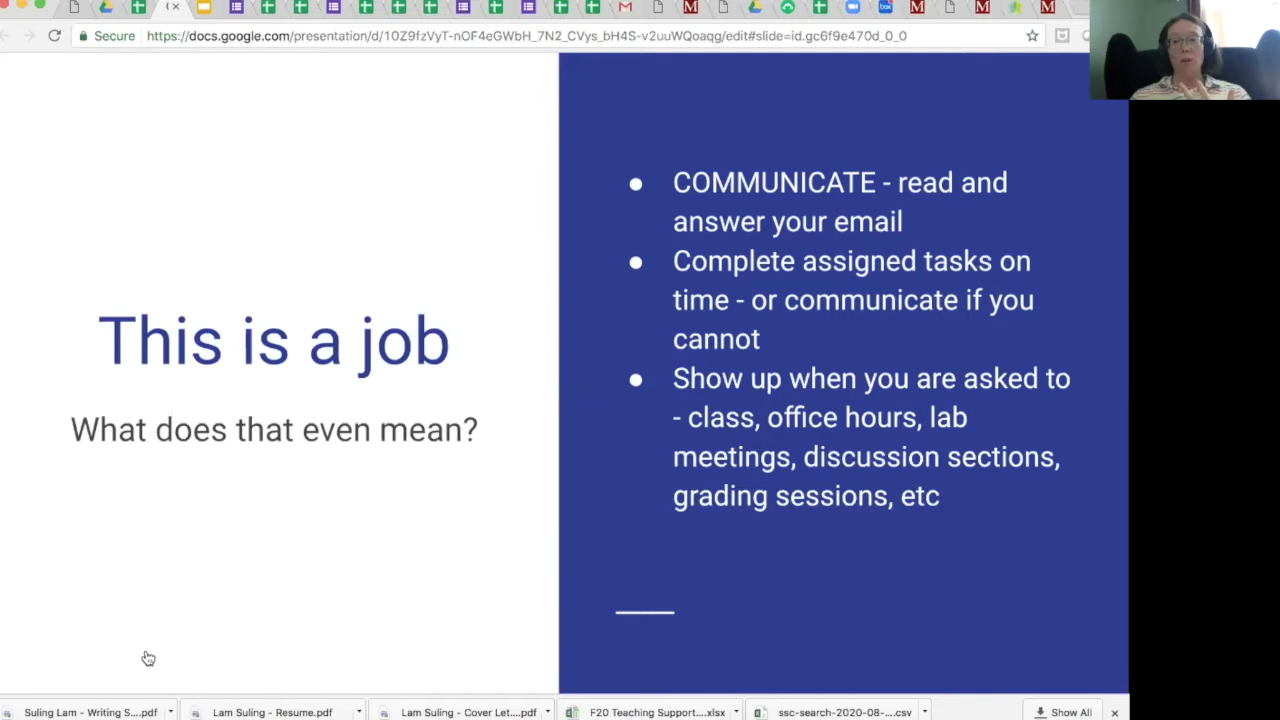 Secure
https://docs.google.com/presentation/d/10Z9fzVyT-nOF4eGWbH_7N2_CVys_bH4S-v2uuWQoaqg/edit#slide=id.gc6f9e470d_0_0
This is a job
What does that even mean?
● COMMUNICATE - read and
answer your email
● Complete assigned tasks on
time - or communicate if you
cannot
● Show up when you are asked to
- class, office hours, lab
meetings, discussion sections,
grading sessions, etc
Suling Lam - Writing S....pdf
Lam Suling - Resume.pdf
Lam Suling - Cover Let....pdf
F20 Teaching Support....xlsx
ssc-search-2020-08-....csv
Show All